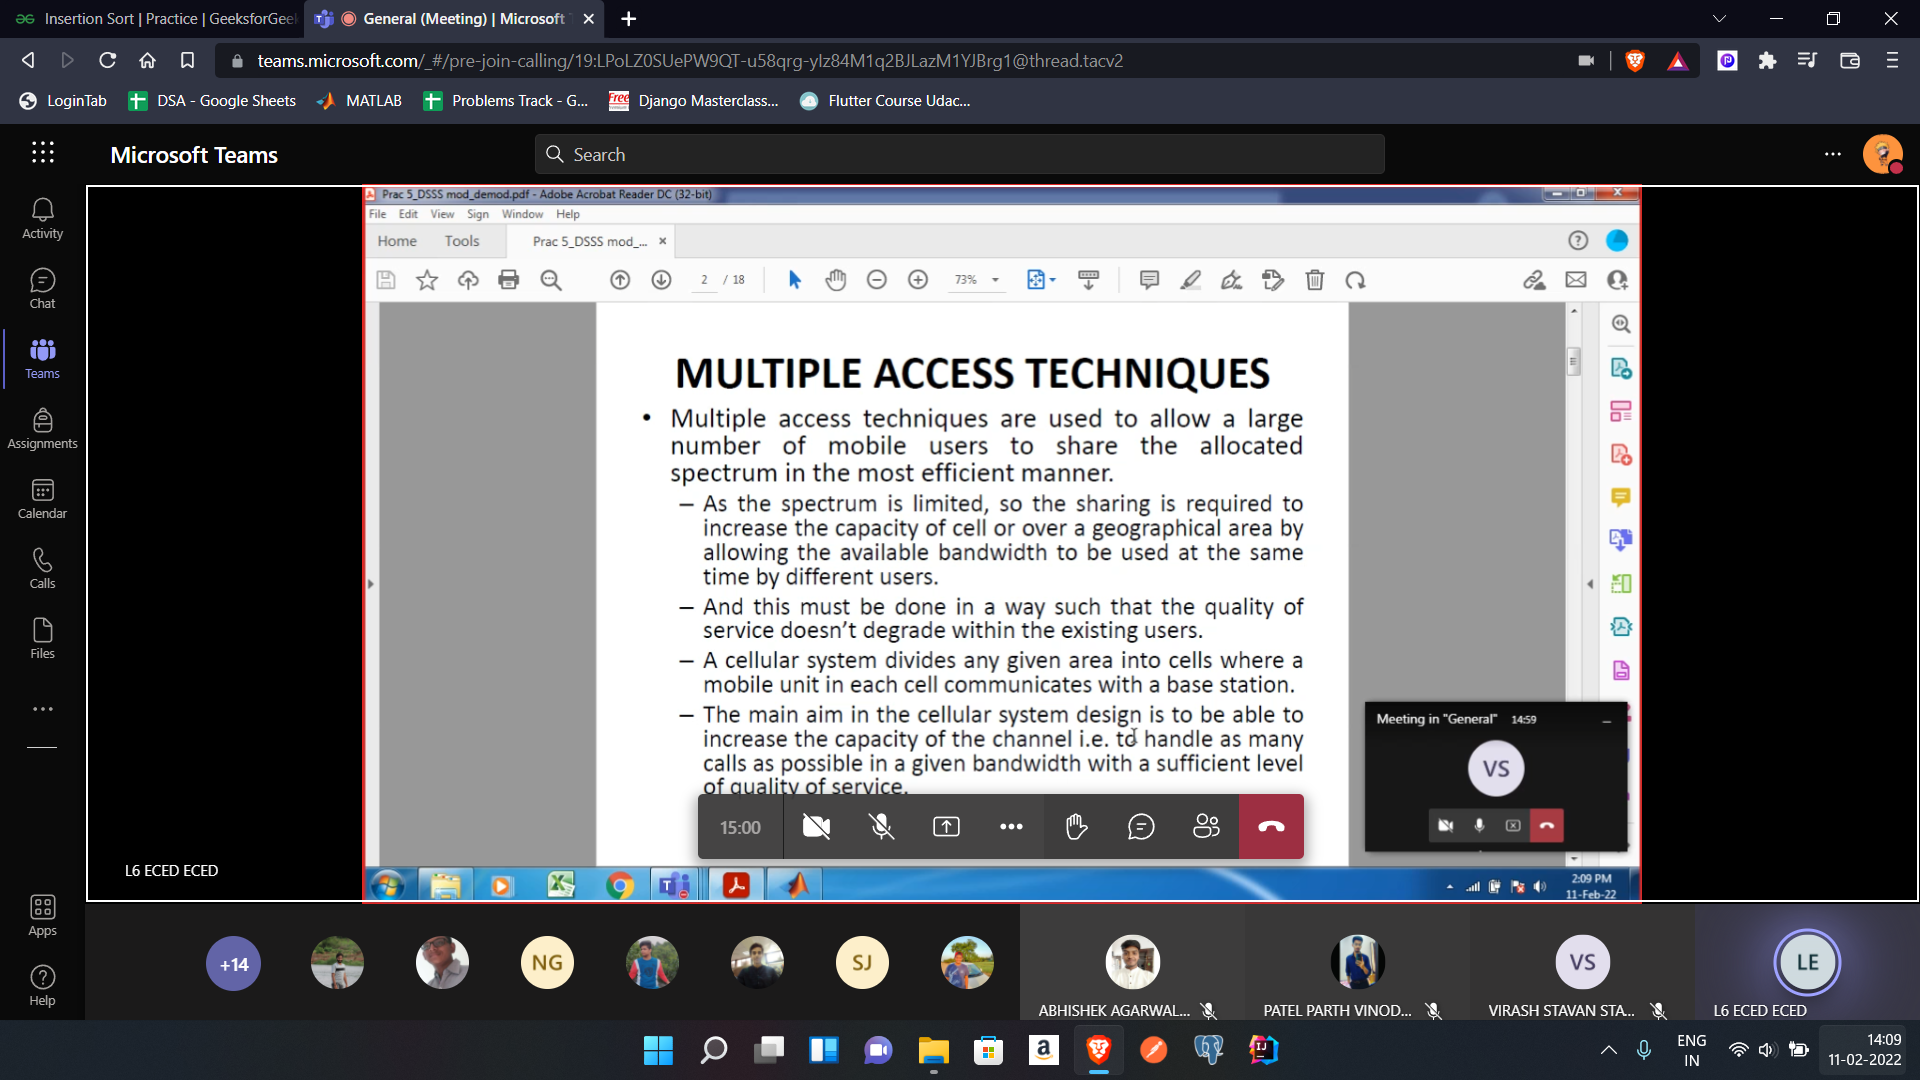 Insertion Sort | Practice | GeeksforGeek
General (Meeting) | Microsoft
teams.microsoft.com/_#/pre-join-calling/19:LPoLZ0SUePW9QT-u58qrg-ylz84M1q2BJLazM1YJBrg1@thread.tacv2
LoginTab
DSA - Google Sheets
MATLAB
Problems Track - G...
Free
Django Masterclass...
Flutter Course Udac...
Microsoft Teams
Search
Activity
Chat
Teams
Assignments
Calendar
Calls
Files
Apps
Help
Prac 5_DSSS mod_demod.pdf - Adobe Acrobat Reader DC (32-bit)
File Edit View Sign Window Help
Home Tools Prac 5_DSSS mod_...
2 / 18
73%
MULTIPLE ACCESS TECHNIQUES
• Multiple access techniques are used to allow a large
number of mobile users to share the allocated
spectrum in the most efficient manner.
– As the spectrum is limited, so the sharing is required to
increase the capacity of cell or over a geographical area by
allowing the available bandwidth to be used at the same
time by different users.
– And this must be done in a way such that the quality of
service doesn’t degrade within the existing users.
– A cellular system divides any given area into cells where a
mobile unit in each cell communicates with a base station.
– The main aim in the cellular system design is to be able to
increase the capacity of the channel i.e. to handle as many
calls as possible in a given bandwidth with a sufficient level
of quality of service.
Meeting in "General" 14:59
VS
15:00
L6 ECED ECED
2:09 PM
11-Feb-22
+14
NG
SJ
VS
LE
ABHISHEK AGARWAL...
PATEL PARTH VINOD...
VIRASH STAVAN STA...
L6 ECED ECED
ENG
IN
14:09
11-02-2022